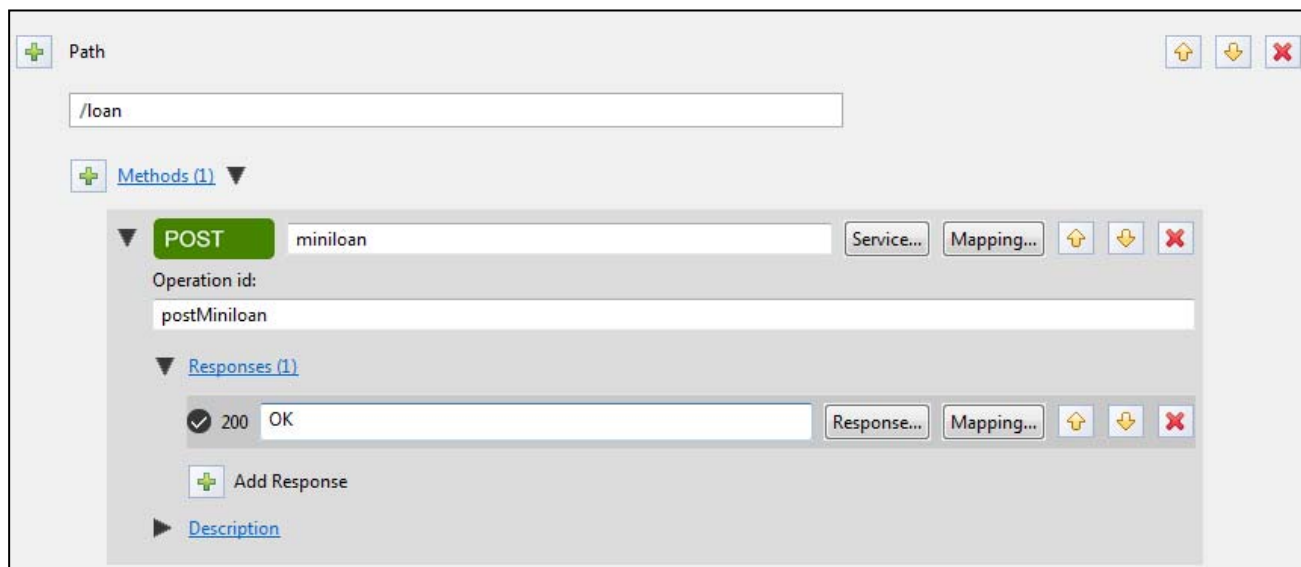 Path
/loan
Methods (1)
POST miniloan Service... Mapping...
Operation id:
postMiniloan
Responses (1)
200 OK Response... Mapping...
Add Response
Description